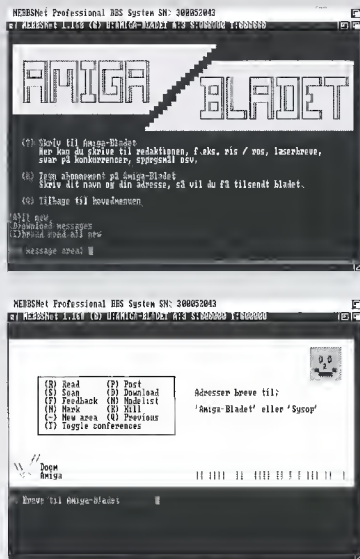 MEBBSNet Professional BBS System SN: 300052043
AMIGA
BLADET
(?) Skriv til Amiga-Bladet
Her kan du skrive til redaktionen, f.eks. ris / ros, læserbreve,
svar på konkurrencer, spørgsmål osv.
Tegn abonnement på Amiga-Bladet
Skriv dit navn og din adresse, så vil du få tilsendt bladet.
(Q) Tilbage til hovedmenuen
message area:
MEBBSNet Professional BBS System SN: 300052043
(R) Read (P) Post
(S) Scan (D) Download
(F) Feedback (N) Nodelist
(M) Mark (K) Kill
(-) New area (Q) Previous
(T) Toggle conferences
Adresser breve til:
'Amiga-Bladet' eller 'Sysop'
Doom
Amiga
Breve til Amiga-Bladet